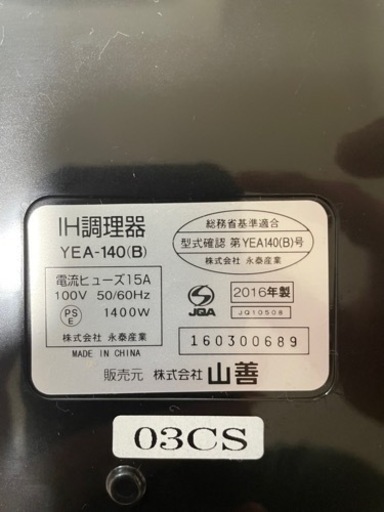 IH調理器
YEA-140(B)
電流ヒューズ15A
100V 50/60Hz
PS
E
1400W
株式会社 永泰産業
MADE IN CHINA
総務省基準適合
型式確認 第YEA140(B)号
株式会社 永泰産業
JQA
2016年製
JQ10508
160300689
販売元 株式会社 山善
03CS